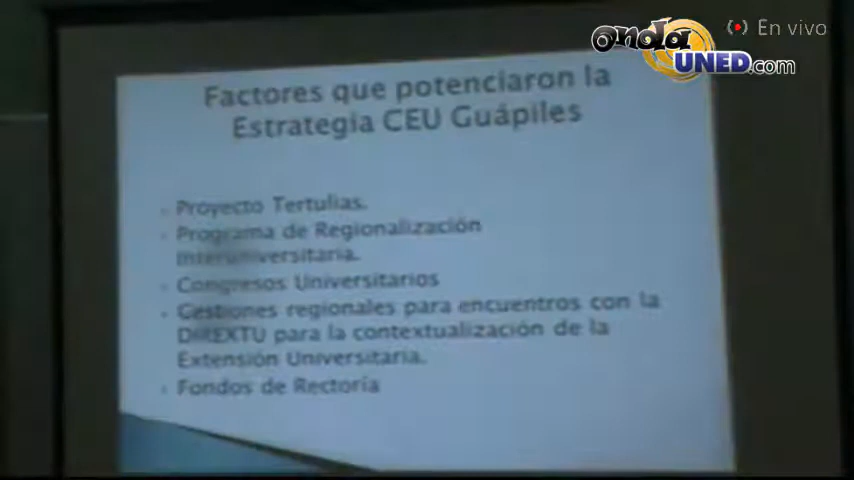 onda
UNED.com
En vivo
Factores que potenciaron la
Estrategia CEU Guápiles
Proyecto Tertulias.
Programa de Regionalización
Interuniversitaria.
Congresos Universitarios
Gestiones regionales para encuentros con la
DIREXTU para la contextualización de la
Extensión Universitaria.
Fondos de Rectoría